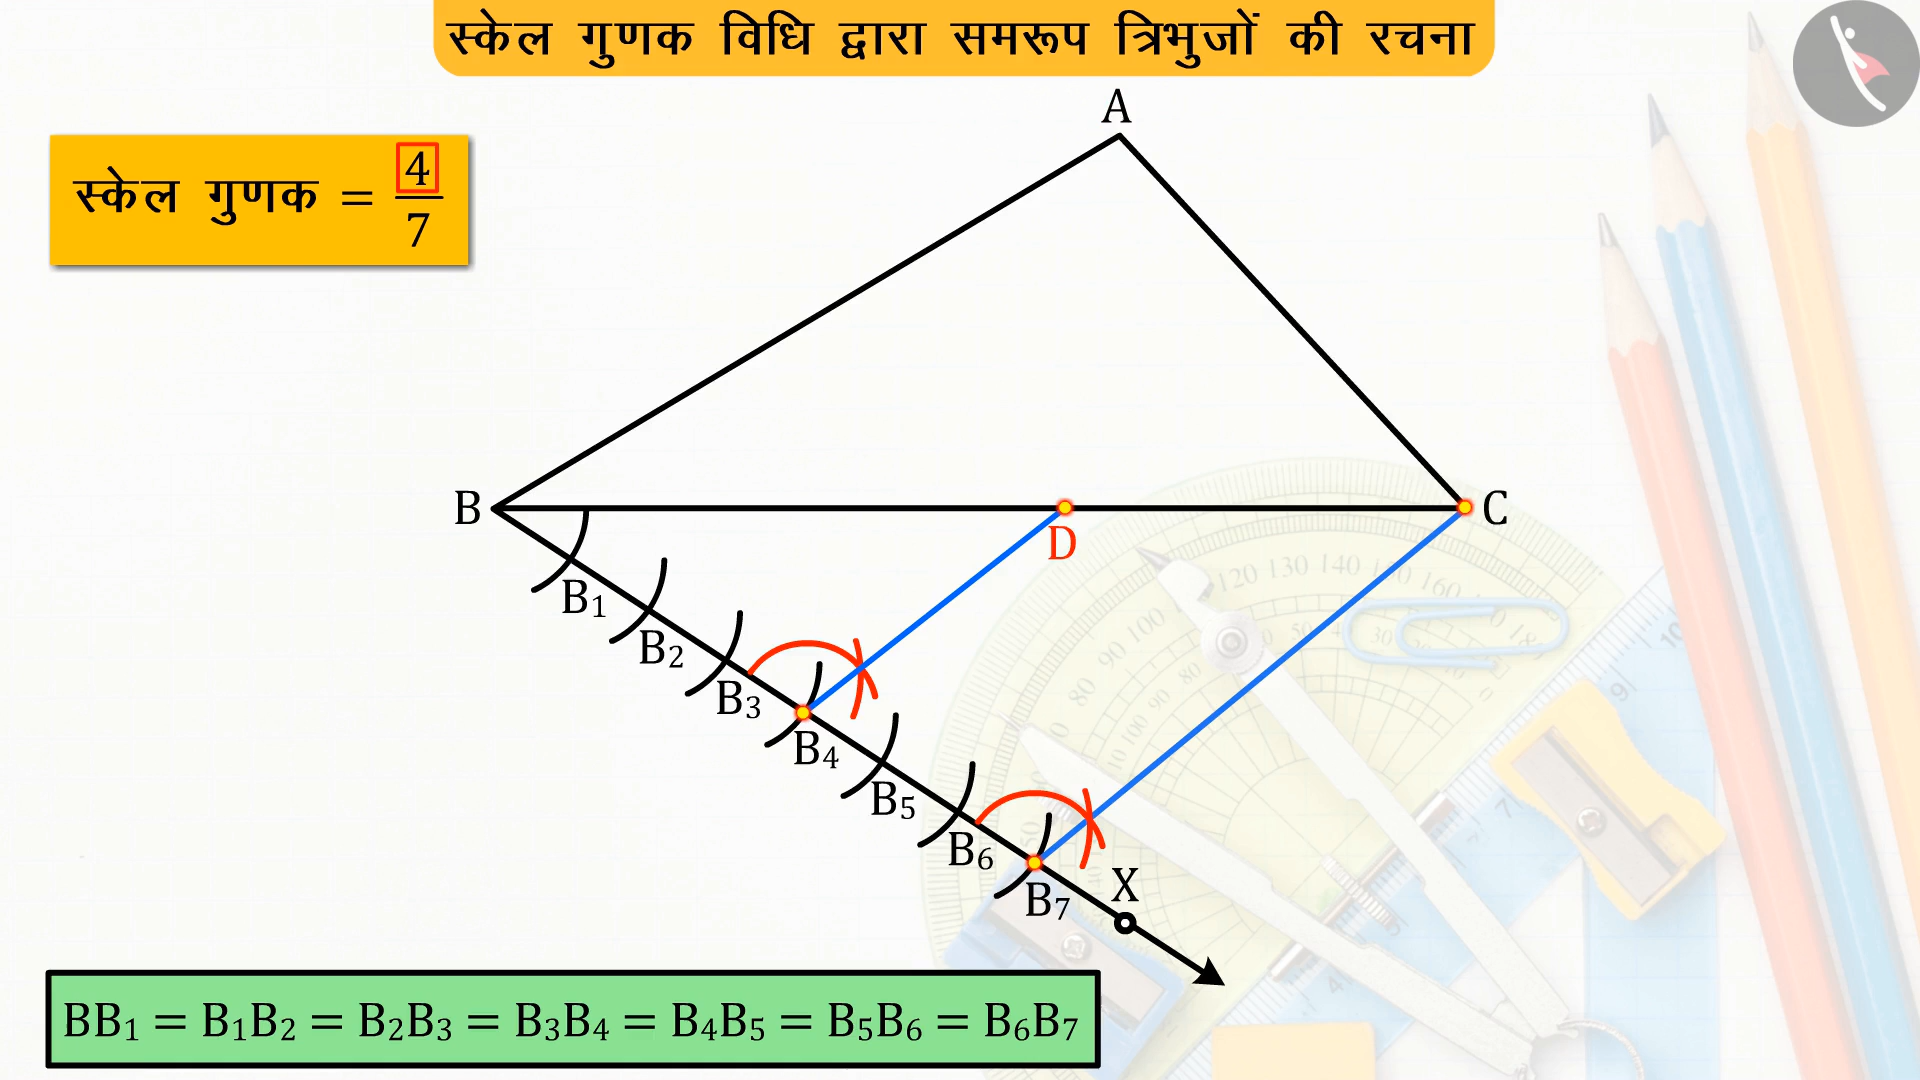 स्केल गुणक विधि द्वारा समरूप त्रिभुजों की रचना
A
स्केल गुणक = 4/7
B
C
D
B₁
B₂
B₃
B₄
B₅
B₆
X
B₇
BB₁ = B₁B₂ = B₂B₃ = B₃B₄ = B₄B₅ = B₅B₆ = B₆B₇